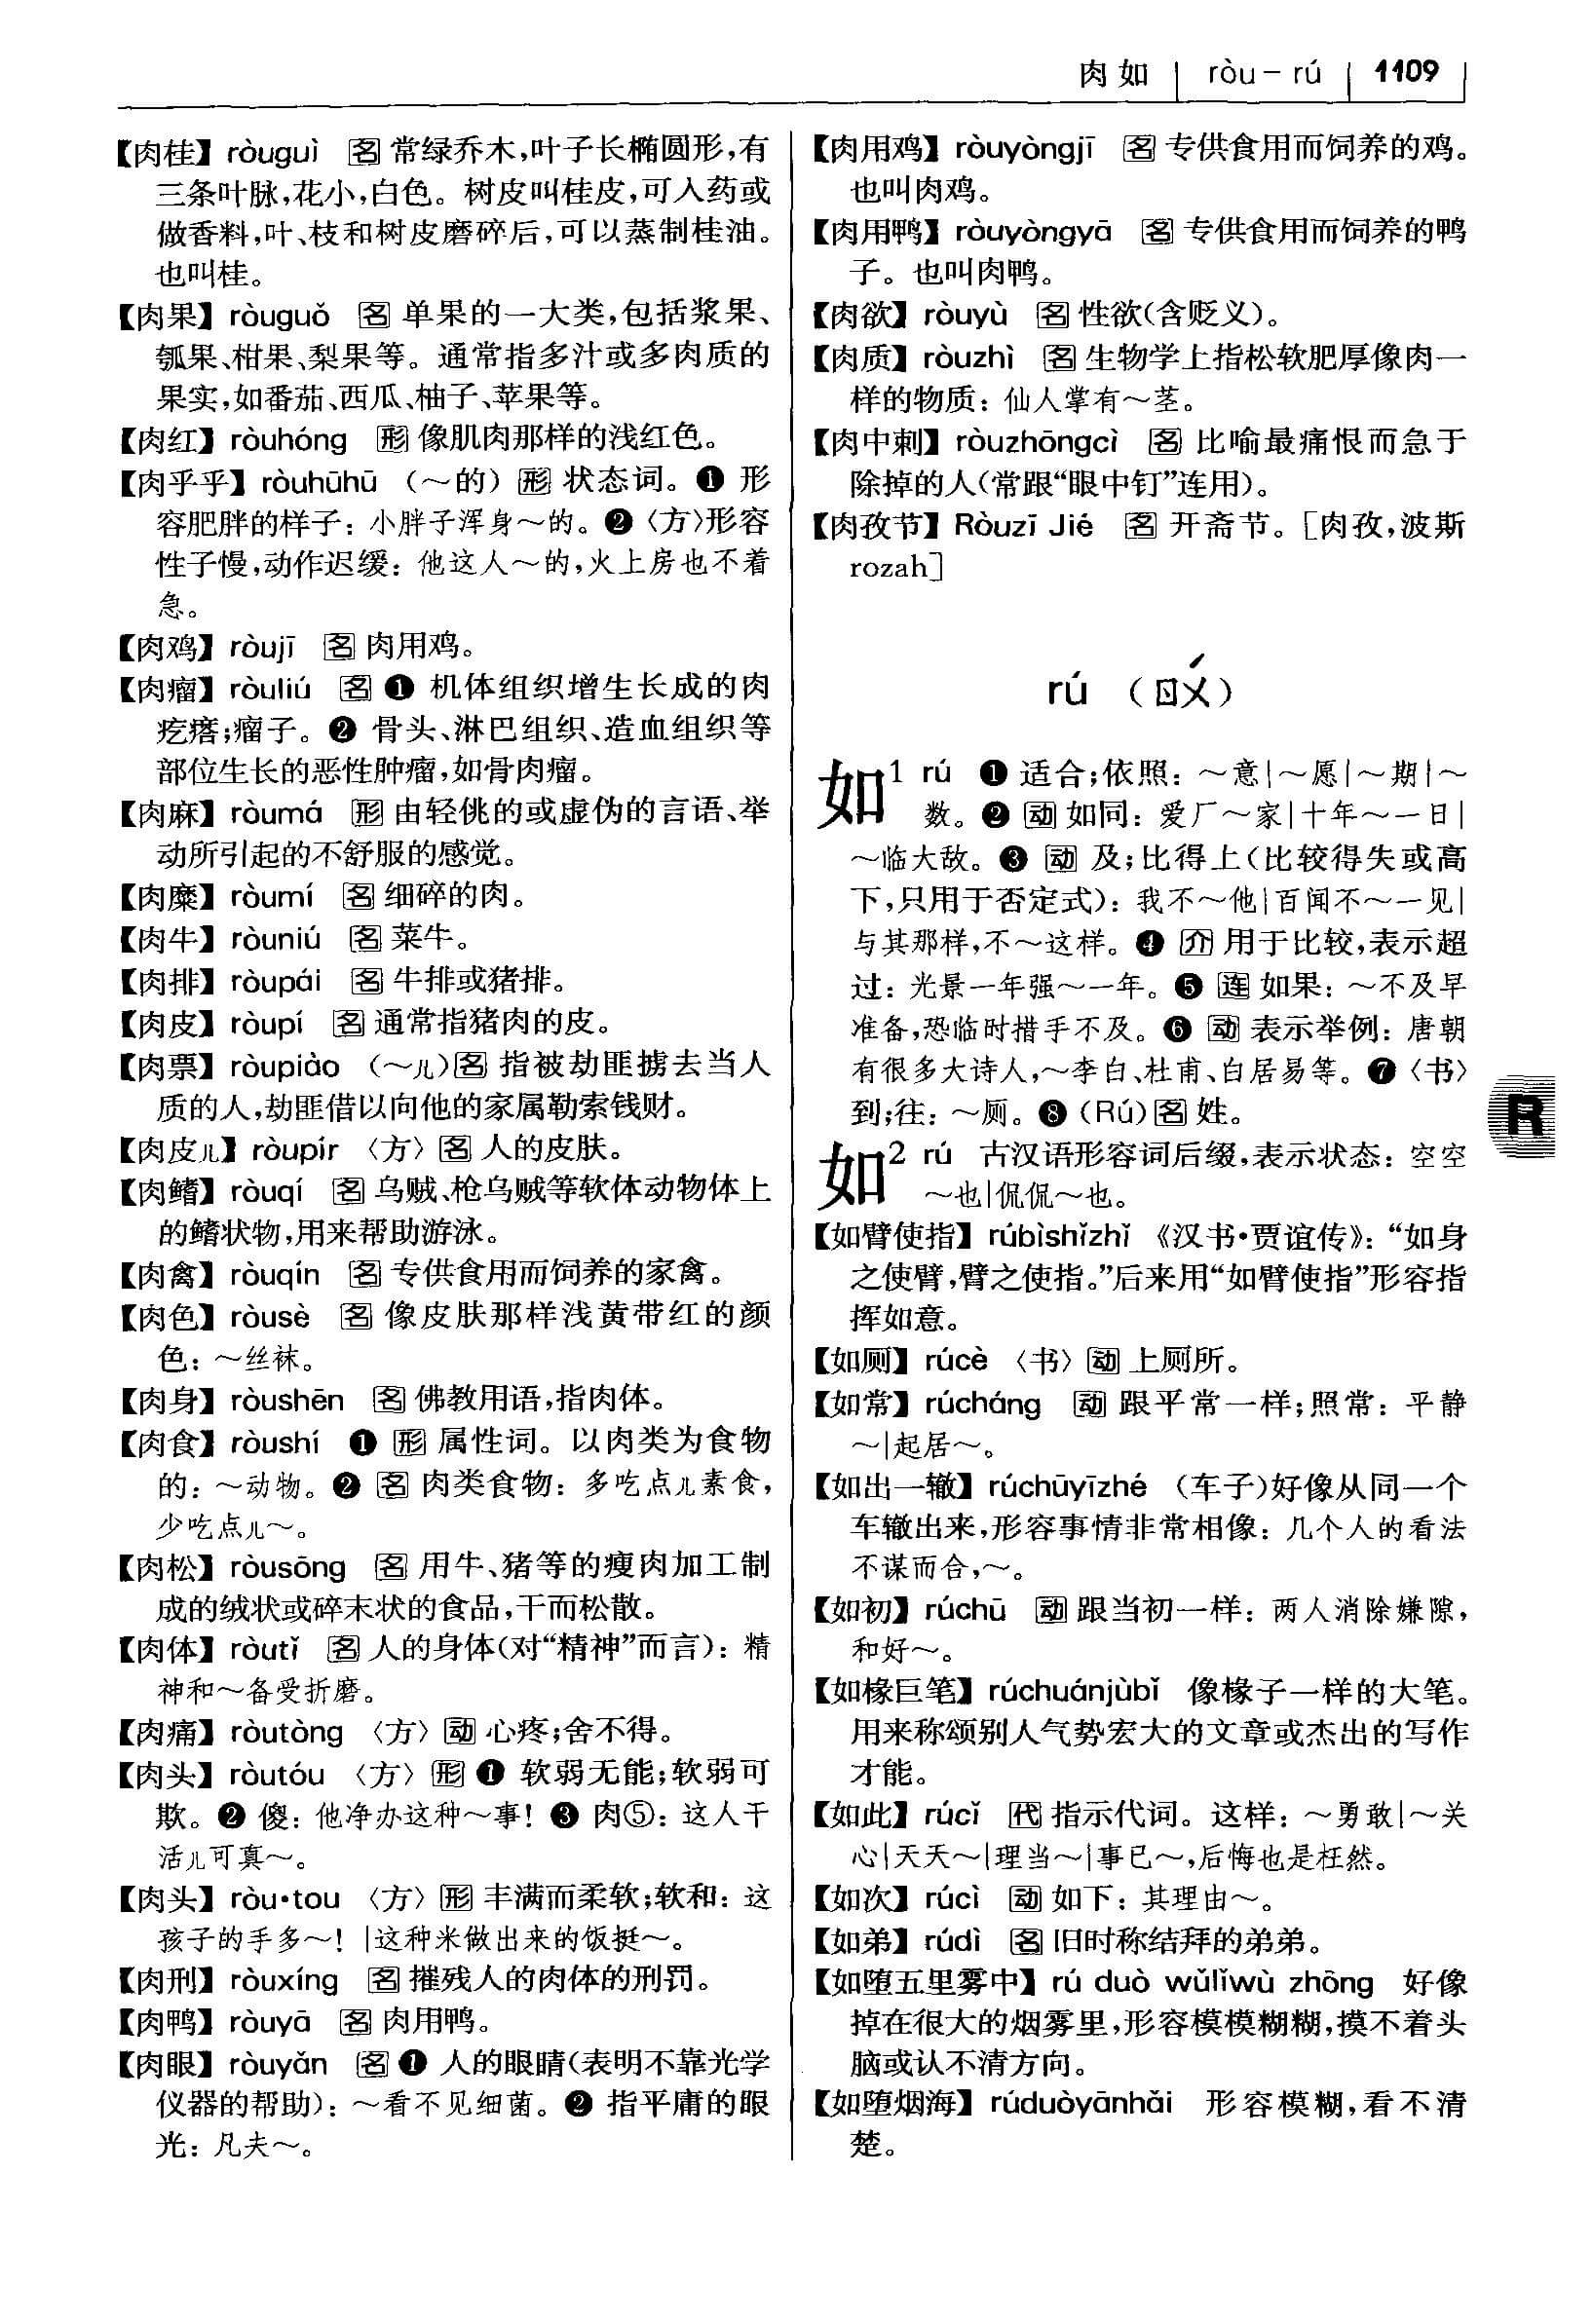 肉如 | ròu－rú | 1109
【肉桂】ròuguì 名 常绿乔木,叶子长椭圆形,有
三条叶脉,花小,白色。树皮叫桂皮,可入药或
做香料,叶、枝和树皮磨碎后,可以蒸制桂油。
也叫桂。
【肉果】ròuguǒ 名 单果的一大类,包括浆果、
瓠果、柑果、梨果等。通常指多汁或多肉质的
果实,如番茄、西瓜、柚子、苹果等。
【肉红】ròuhóng 形 像肌肉那样的浅红色。
【肉乎乎】ròuhūhū （～的）形 状态词。❶ 形
容肥胖的样子：小胖子浑身～的。❷〈方〉形容
性子慢,动作迟缓：他这人～的,火上房也不着
急。
【肉鸡】ròujī 名 肉用鸡。
【肉瘤】ròuliú 名 ❶ 机体组织增生长成的肉
疙瘩;瘤子。❷ 骨头、淋巴组织、造血组织等
部位生长的恶性肿瘤,如骨肉瘤。
【肉麻】ròumá 形 由轻佻的或虚伪的言语、举
动所引起的不舒服的感觉。
【肉糜】ròumí 名 细碎的肉。
【肉牛】ròuniú 名 菜牛。
【肉排】ròupái 名 牛排或猪排。
【肉皮】ròupí 名 通常指猪肉的皮。
【肉票】ròupiào （～儿）名 指被劫匪掳去当人
质的人,劫匪借以向他的家属勒索钱财。
【肉皮儿】ròupír 〈方〉名 人的皮肤。
【肉鳍】ròuqí 名 乌贼、枪乌贼等软体动物体上
的鳍状物,用来帮助游泳。
【肉禽】ròuqín 名 专供食用而饲养的家禽。
【肉色】ròusè 名 像皮肤那样浅黄带红的颜
色：～丝袜。
【肉身】ròushēn 名 佛教用语,指肉体。
【肉食】ròushí ❶ 形 属性词。以肉类为食物
的：～动物。❷ 名 肉类食物：多吃点儿素食,
少吃点儿～。
【肉松】ròusōng 名 用牛、猪等的瘦肉加工制
成的绒状或碎末状的食品,干而松散。
【肉体】ròutǐ 名 人的身体(对“精神”而言)：精
神和～备受折磨。
【肉痛】ròutòng 〈方〉动 心疼;舍不得。
【肉头】ròutóu 〈方〉形 ❶ 软弱无能;软弱可
欺。❷ 傻：他净办这种～事! ❸ 肉⑤：这人干
活儿可真～。
【肉头】ròu•tou 〈方〉形 丰满而柔软;软和：这
孩子的手多～! |这种米做出来的饭挺～。
【肉刑】ròuxíng 名 摧残人的肉体的刑罚。
【肉鸭】ròuyā 名 肉用鸭。
【肉眼】ròuyǎn 名 ❶ 人的眼睛(表明不靠光学
仪器的帮助)：～看不见细菌。❷ 指平庸的眼
光：凡夫～。
【肉用鸡】ròuyòngjī 名 专供食用而饲养的鸡。
也叫肉鸡。
【肉用鸭】ròuyòngyā 名 专供食用而饲养的鸭
子。也叫肉鸭。
【肉欲】ròuyù 名 性欲(含贬义)。
【肉质】ròuzhì 名 生物学上指松软肥厚像肉一
样的物质：仙人掌有～茎。
【肉中刺】ròuzhōngcì 名 比喻最痛恨而急于
除掉的人(常跟“眼中钉”连用)。
【肉孜节】Ròuzī Jié 名 开斋节。[肉孜,波斯
rozah]
rú （ㄖㄨˊ）
如1 rú ❶ 适合;依照：～意|～愿|～期|～
数。❷ 动 如同：爱厂～家|十年～一日|
～临大敌。❸ 动 及;比得上(比较得失或高
下,只用于否定式)：我不～他|百闻不～一见|
与其那样,不～这样。❹ 介 用于比较,表示超
过：光景一年强～一年。❺ 连 如果：～不及早
准备,恐临时措手不及。❻ 动 表示举例：唐朝
有很多大诗人,～李白、杜甫、白居易等。❼〈书〉
到;往：～厕。❽ (Rú) 名 姓。
如2 rú 古汉语形容词后缀,表示状态：空空
～也|侃侃～也。
【如臂使指】rúbìshǐzhǐ 《汉书•贾谊传》：“如身
之使臂,臂之使指。”后来用“如臂使指”形容指
挥如意。
【如厕】rúcè 〈书〉动 上厕所。
【如常】rúcháng 动 跟平常一样;照常：平静
～|起居～。
【如出一辙】rúchūyīzhé （车子)好像从同一个
车辙出来,形容事情非常相像：几个人的看法
不谋而合,～。
【如初】rúchū 动 跟当初一样：两人消除嫌隙,
和好～。
【如椽巨笔】rúchuánjùbǐ 像椽子一样的大笔。
用来称颂别人气势宏大的文章或杰出的写作
才能。
【如此】rúcǐ 代 指示代词。这样：～勇敢|～关
心|天天～|理当～|事已～,后悔也是枉然。
【如次】rúcì 动 如下：其理由～。
【如弟】rúdì 名 旧时称结拜的弟弟。
【如堕五里雾中】rú duò wǔlǐwù zhōng 好像
掉在很大的烟雾里,形容模模糊糊,摸不着头
脑或认不清方向。
【如堕烟海】rúduòyānhǎi 形容模糊,看不清
楚。
R